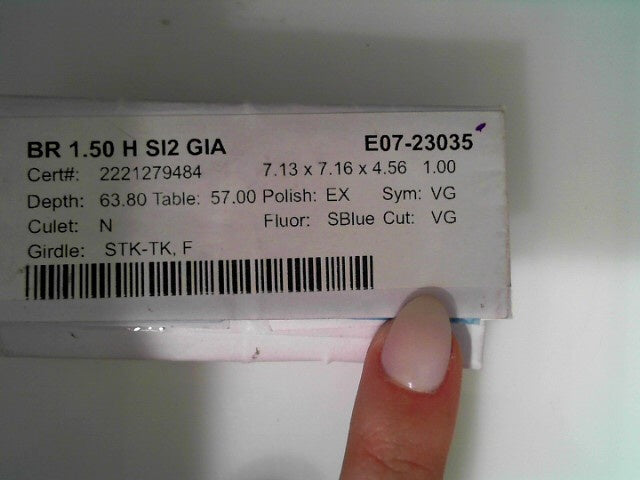 BR 1.50 H SI2 GIA E07-23035
Cert#: 2221279484 7.13 x 7.16 x 4.56 1.00
Depth: 63.80 Table: 57.00 Polish: EX Sym: VG
Culet: N Fluor: SBlue Cut: VG
Girdle: STK-TK, F